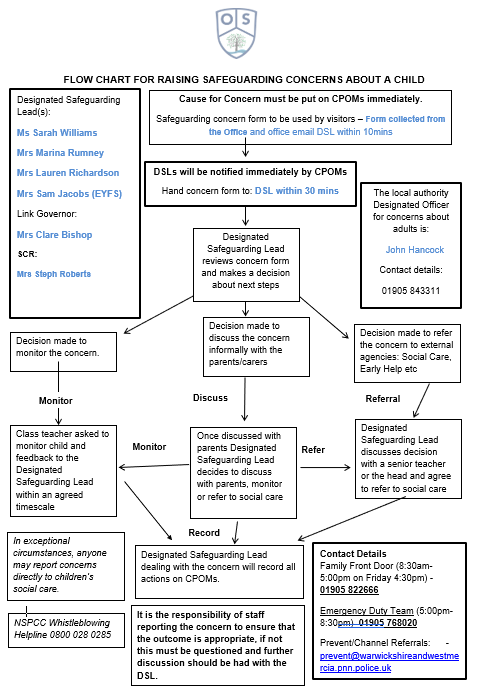 O S
FLOW CHART FOR RAISING SAFEGUARDING CONCERNS ABOUT A CHILD
Designated Safeguarding
Lead(s):
Ms Sarah Williams
Mrs Marina Rumney
Mrs Lauren Richardson
Mrs Sam Jacobs (EYFS)
Link Governor:
Mrs Clare Bishop
SCR:
Mrs Steph Roberts
Cause for Concern must be put on CPOMs immediately.
Safeguarding concern form to be used by visitors – Form collected from
the Office and office email DSL within 10mins
DSLs will be notified immediately by CPOMs
Hand concern form to: DSL within 30 mins
The local authority
Designated Officer
for concerns about
adults is:
John Hancock
Contact details:
01905 843311
Designated
Safeguarding Lead
reviews concern form
and makes a decision
about next steps
Decision made to
monitor the concern.
Decision made to
discuss the concern
informally with the
parents/carers
Decision made to refer
the concern to external
agencies: Social Care,
Early Help etc
Monitor
Discuss
Referral
Class teacher asked to
monitor child and
feedback to the
Designated
Safeguarding Lead
within an agreed
timescale
Monitor
Once discussed with
parents Designated
Safeguarding Lead
decides to discuss
with parents, monitor
or refer to social care
Refer
Designated
Safeguarding Lead
discusses decision
with a senior teacher
or the head and agree
to refer to social care
Record
In exceptional
circumstances, anyone
may report concerns
directly to children's
social care.
NSPCC Whistleblowing
Helpline 0800 028 0285
Designated Safeguarding Lead
dealing with the concern will record all
actions on CPOMs.
It is the responsibility of staff
reporting the concern to ensure that
the outcome is appropriate, if not
this must be questioned and further
discussion should be had with the
DSL.
Contact Details
Family Front Door (8:30am-
5:00pm on Friday 4:30pm) -
01905 822666
Emergency Duty Team (5:00pm-
8:30pm) 01905 768020
Prevent/Channel Referrals: -
prevent@warwickshireandwestme
rcia.pnn.police.uk